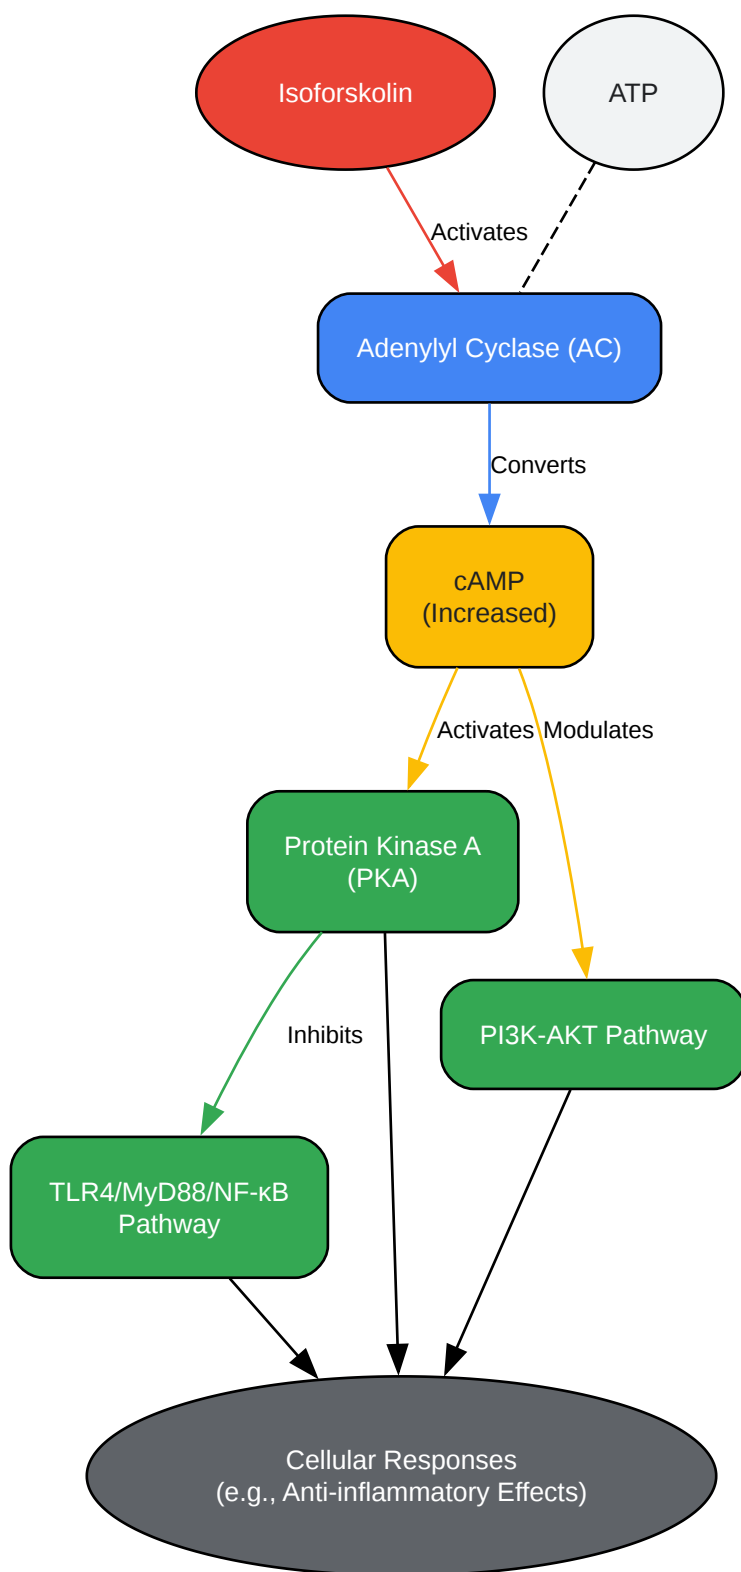 Isoforskolin
ATP
Activates
Adenylyl Cyclase (AC)
Converts
cAMP
(Increased)
Activates
Modulates
Protein Kinase A
(PKA)
Inhibits
PI3K-AKT Pathway
TLR4/MyD88/NF-κB
Pathway
Cellular Responses
(e.g., Anti-inflammatory Effects)